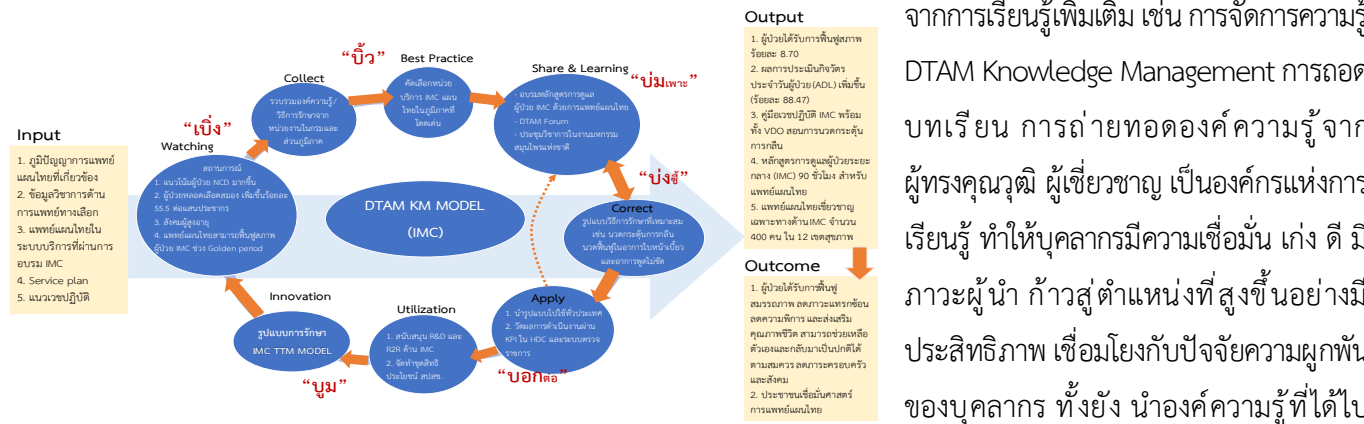 Input
1. ภูมิปัญญาการแพทย์
แผนไทยที่เกี่ยวข้อง
2. ข้อมูลวิชาการด้าน
การแพทย์ทางเลือก
3. แพทย์แผนไทยใน
ระบบบริการที่ผ่านการ
อบรม IMC
4. Service plan
5. แนวเวชปฏิบัติ
“เบิ่ง”
Watching
สถานการณ์
1. แนวโน้มผู้ป่วย NCD มากขึ้น
2. ผู้ป่วยหลอดเลือดสมอง เพิ่มขึ้นร้อยละ
55.5 ต่อแสนประชากร
3. สังคมผู้สูงอายุ
4. แพทย์แผนไทยสามารถฟื้นฟูสภาพ
ผู้ป่วย IMC ช่วง Golden period
Collect
รวบรวมองค์ความรู้/
วิธีการรักษาจาก
หน่วยงานในกรมและ
ส่วนภูมิภาค
“บิ้ว”
Best Practice
คัดเลือกหน่วย
บริการ IMC แผน
ไทยในภูมิภาคที่
โดดเด่น
Share & Learning
“บ่มเพาะ”
- อบรมหลักสูตรการดูแล
ผู้ป่วย IMC ด้วยการแพทย์แผนไทย
- DTAM Forum
- ประชุมวิชาการในงานมหกรรม
สมุนไพรแห่งชาติ
“บ่งชี้”
Correct
รูปแบบวิธีการรักษาที่เหมาะสม
เช่น นวดกระตุ้นการกลืน
นวดฟื้นฟูในอาการใบหน้าเบี้ยว
และอาการพูดไม่ชัด
DTAM KM MODEL
(IMC)
Apply
1. นำรูปแบบไปใช้ทั่วประเทศ
2. วัดผลการดำเนินงานผ่าน
KPI ใน HDC และระบบตรวจ
ราชการ
“บอกต่อ”
Utilization
1. สนับสนุน R&D และ
R2R ด้าน IMC
2. จัดทำชุดสิทธิ
ประโยชน์ สปสช.
“บูม”
Innovation
รูปแบบการรักษา
IMC TTM MODEL
Output
1. ผู้ป่วยได้รับการฟื้นฟูสภาพ
ร้อยละ 8.70
2. ผลการประเมินกิจวัตร
ประจำวันผู้ป่วย (ADL) เพิ่มขึ้น
(ร้อยละ 88.47)
3. คู่มือเวชปฏิบัติ IMC พร้อม
ทั้ง VDO สอนการนวดกระตุ้น
การกลืน
4. หลักสูตรการดูแลผู้ป่วยระยะ
กลาง (IMC) 90 ชั่วโมง สำหรับ
แพทย์แผนไทย
5. แพทย์แผนไทยเชี่ยวชาญ
เฉพาะทางด้าน IMC จำนวน
400 คน ใน 12 เขตสุขภาพ
Outcome
1. ผู้ป่วยได้รับการฟื้นฟู
สมรรถภาพ ลดภาวะแทรกซ้อน
ลดความพิการ และส่งเสริม
คุณภาพชีวิต สามารถช่วยเหลือ
ตัวเองและกลับมาเป็นปกติได้
ตามสมควร ลดภาระครอบครัว
และสังคม
2. ประชาชนเชื่อมั่นศาสตร์
การแพทย์แผนไทย
จากการเรียนรู้เพิ่มเติม เช่น การจัดการความรู้
DTAM Knowledge Management การถอด
บทเรียน การถ่ายทอดองค์ความรู้จาก
ผู้ทรงคุณวุฒิ ผู้เชี่ยวชาญ เป็นองค์กรแห่งการ
เรียนรู้ ทำให้บุคลากรมีความเชื่อมั่น เก่ง ดี มี
ภาวะผู้นำ ก้าวสู่ตำแหน่งที่สูงขึ้นอย่างมี
ประสิทธิภาพ เชื่อมโยงกับปัจจัยความผูกพัน
ของบุคลากร ทั้งยัง นำองค์ความรู้ที่ได้ไป